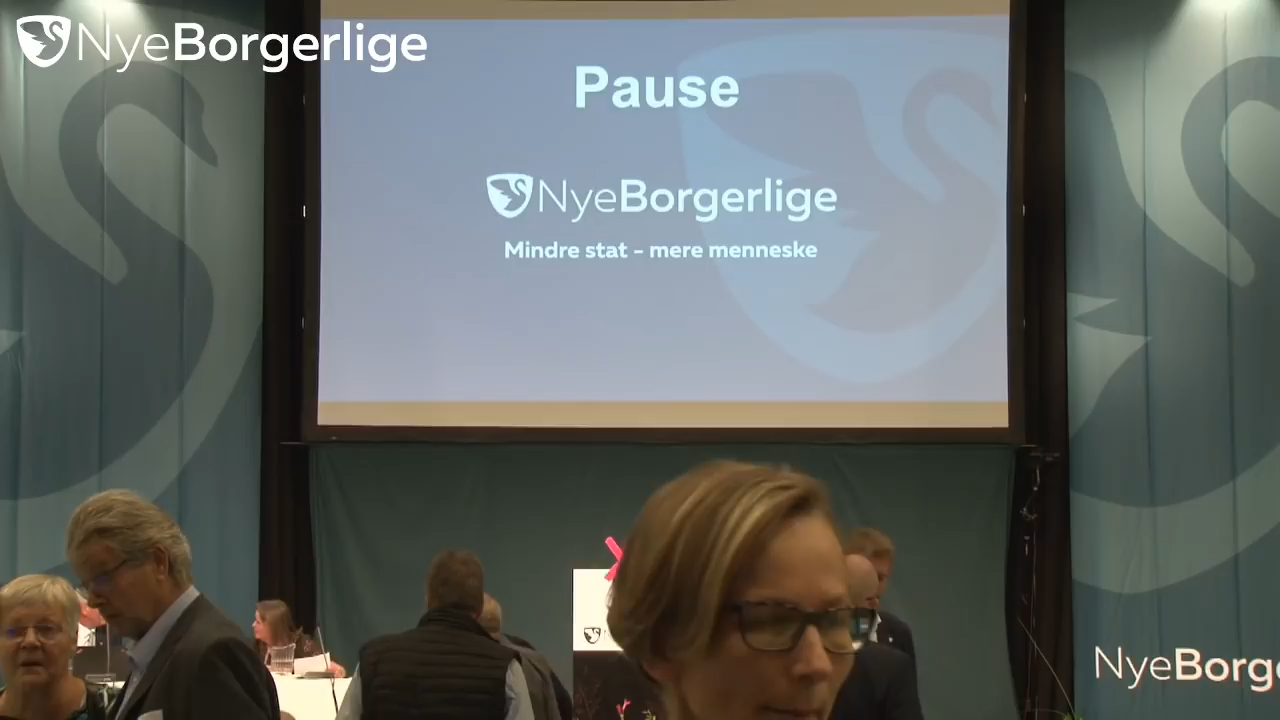 NyeBorgerlige
Pause
NyeBorgerlige
Mindre stat - mere menneske
NyeBorge